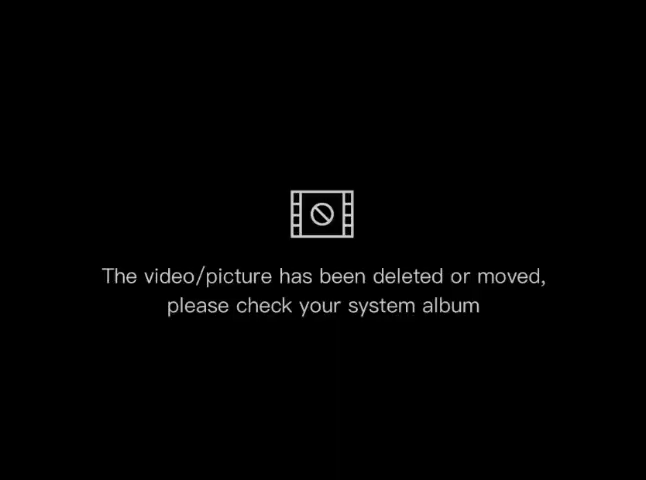 The video/picture has been deleted or moved,
please check your system album